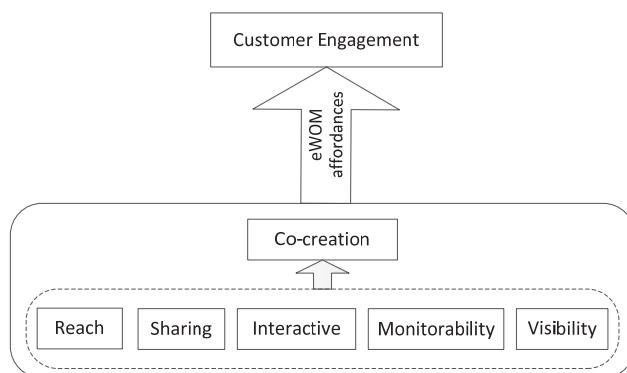 Customer Engagement
eWOM
affordances
Co-creation
Reach
Sharing
Interactive
Monitorability
Visibility